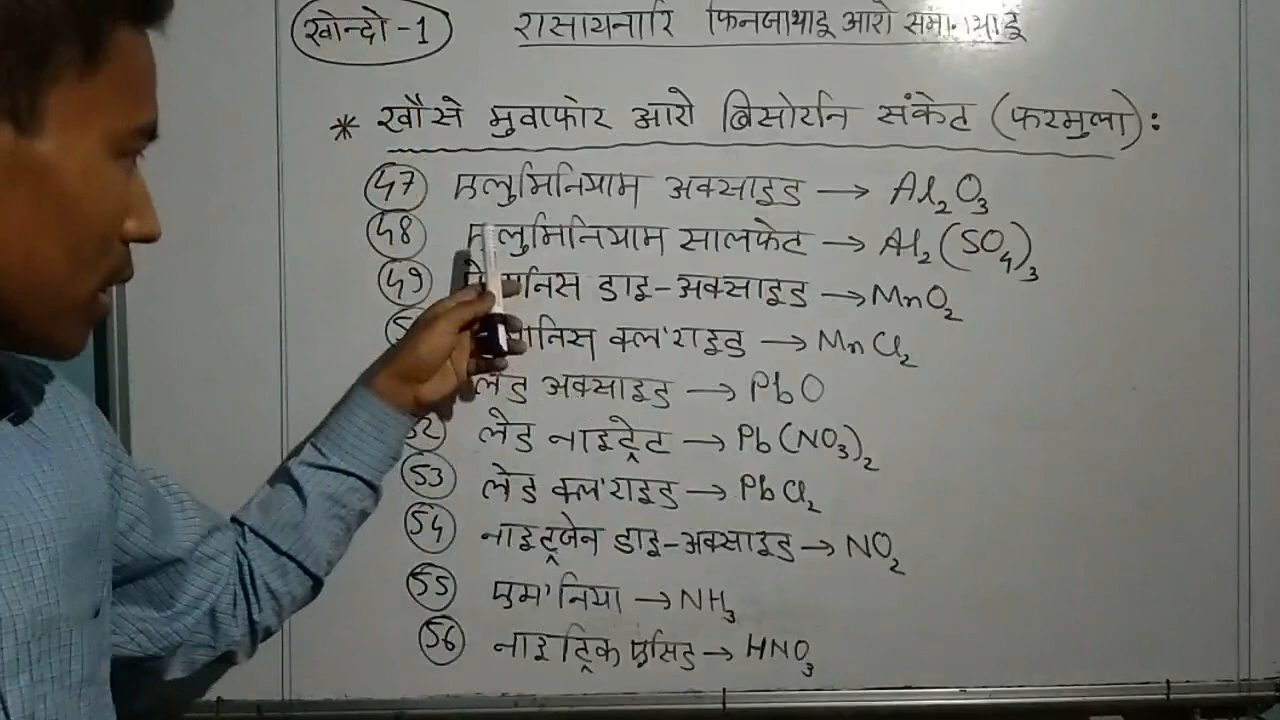 खोन्दो -1
रासायनारि फिनजाथाइ आरो समान थाइ
* खौसे मुवाफोर आरो बिसोरनि संकेट (फरमुला):
47 एलुमिनियाम अक्साइड → Al₂O₃
48 एलुमिनियाम सालफेट → Al₂(SO₄)₃
49 निस डाइ-अक्साइड → MnO₂
निस क्ल'राइड → MnCl₂
लेड अक्साइड → PbO
52 लेड नाइट्रेट → Pb(NO₃)₂
53 लेड क्ल'राइड → PbCl₂
54 नाइट्रजेन डाइ-अक्साइड → NO₂
55 एम'निया → NH₃
56 नाइट्रिक एसिड → HNO₃